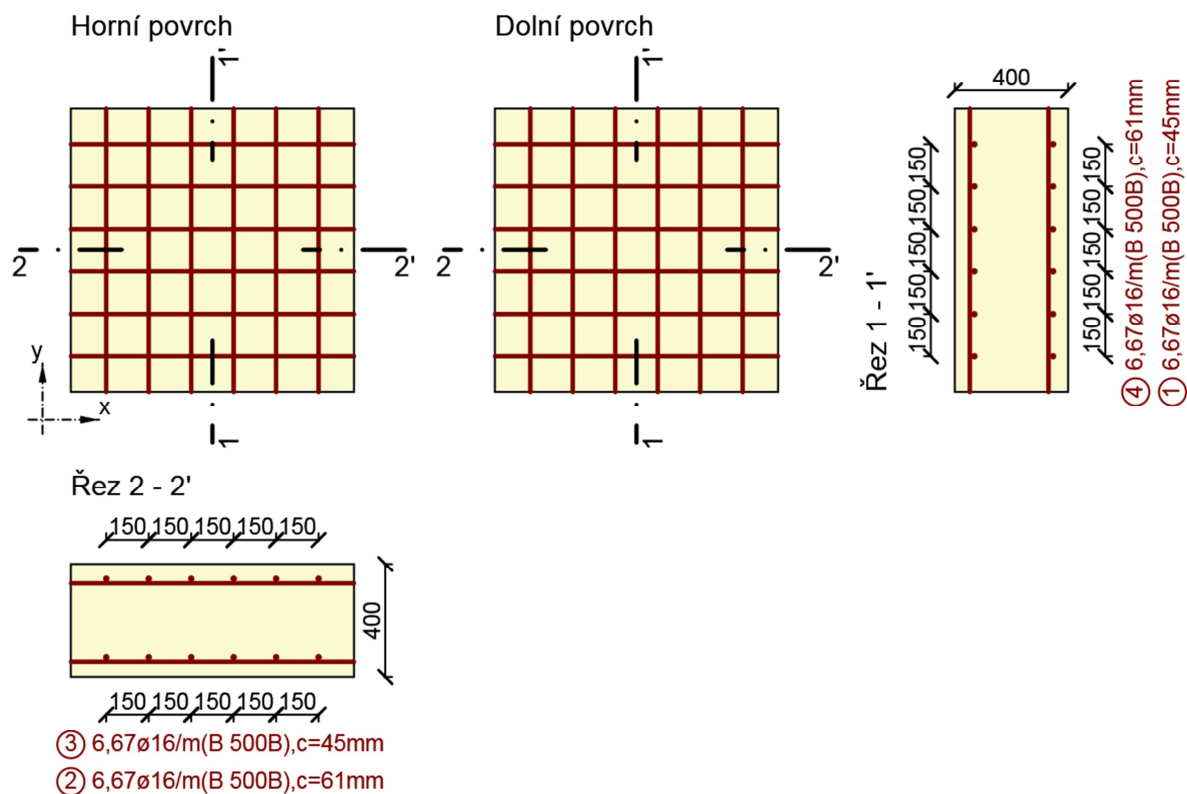 Horní povrch
Dolní povrch
1'
1'
2
2'
2
2'
1
1
y
x
400
150 150 150 150 150
150 150 150 150 150
Řez 1 - 1'
④ 6,67ø16/m(B 500B),c=61mm
① 6,67ø16/m(B 500B),c=45mm
Řez 2 - 2'
150 150 150 150 150
400
150 150 150 150 150
③ 6,67ø16/m(B 500B),c=45mm
② 6,67ø16/m(B 500B),c=61mm